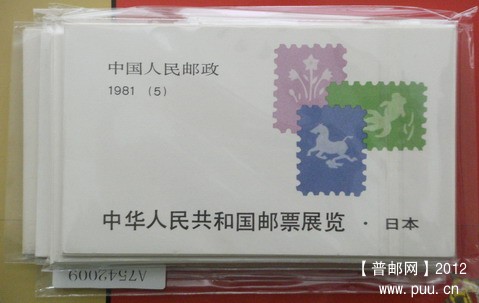 中国人民邮政
1981 (5)
中华人民共和国邮票展览·日本
A7542009
【普邮网】2012
www.puu.cn